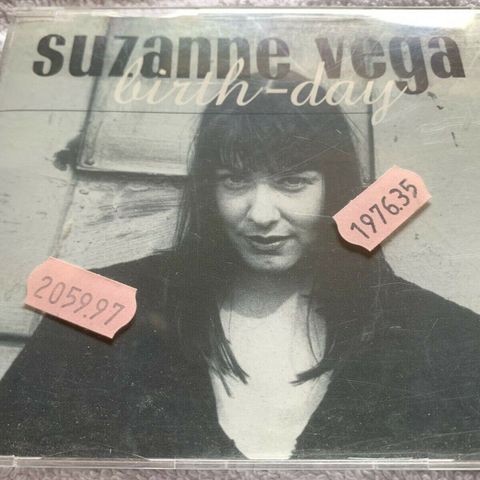 suzanne vega
birth-day
1976.35
2059.97